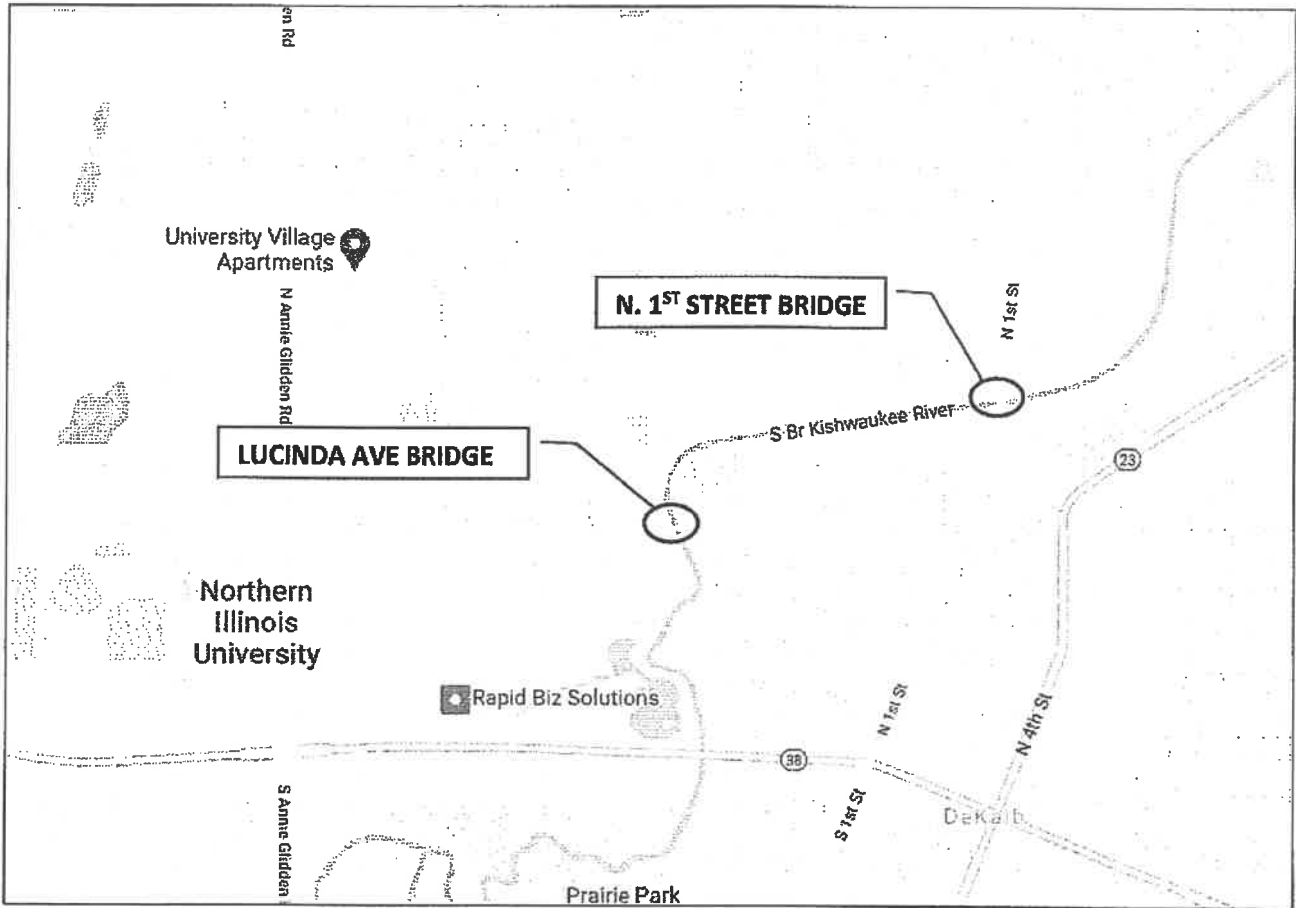 en Rd
University Village
Apartments
N Annie Glidden Rd
N. 1ST STREET BRIDGE
N 1st St
S Br Kishwaukee River
LUCINDA AVE BRIDGE
23
Northern
Illinois
University
Rapid Biz Solutions
N 1st St
N 4th St
38
S 1st St
DeKalb
S Annie Glidden
Prairie Park